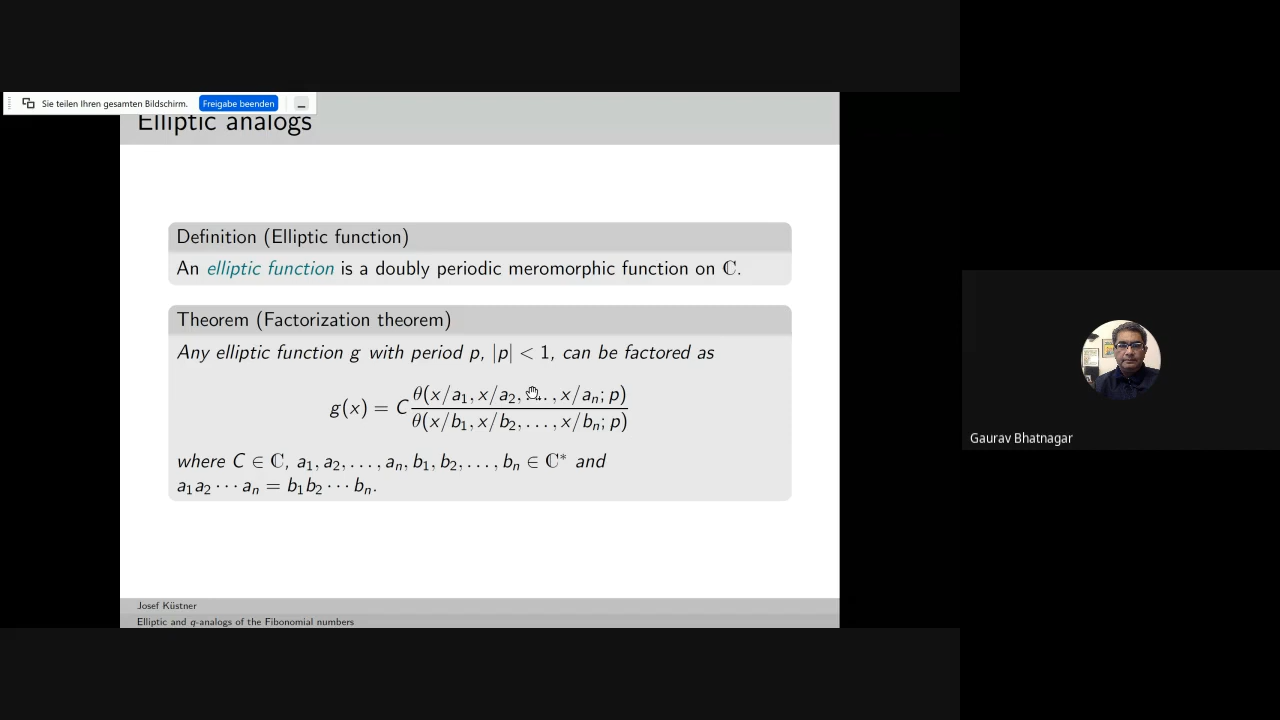 Sie teilen Ihren gesamten Bildschirm. Freigabe beenden
Elliptic analogs
Definition (Elliptic function)
An elliptic function is a doubly periodic meromorphic function on ℂ.
Theorem (Factorization theorem)
Any elliptic function g with period p, |p| < 1, can be factored as
g(x) = C θ(x/a₁, x/a₂, . . . , x/aₙ; p)
θ(x/b₁, x/b₂, . . . , x/bₙ; p)
where C ∈ ℂ, a₁, a₂, . . . , aₙ, b₁, b₂, . . . , bₙ ∈ ℂ* and
a₁a₂ · · · aₙ = b₁b₂ · · · bₙ.
Josef Küstner
Elliptic and q-analogs of the Fibonomial numbers
Gaurav Bhatnagar